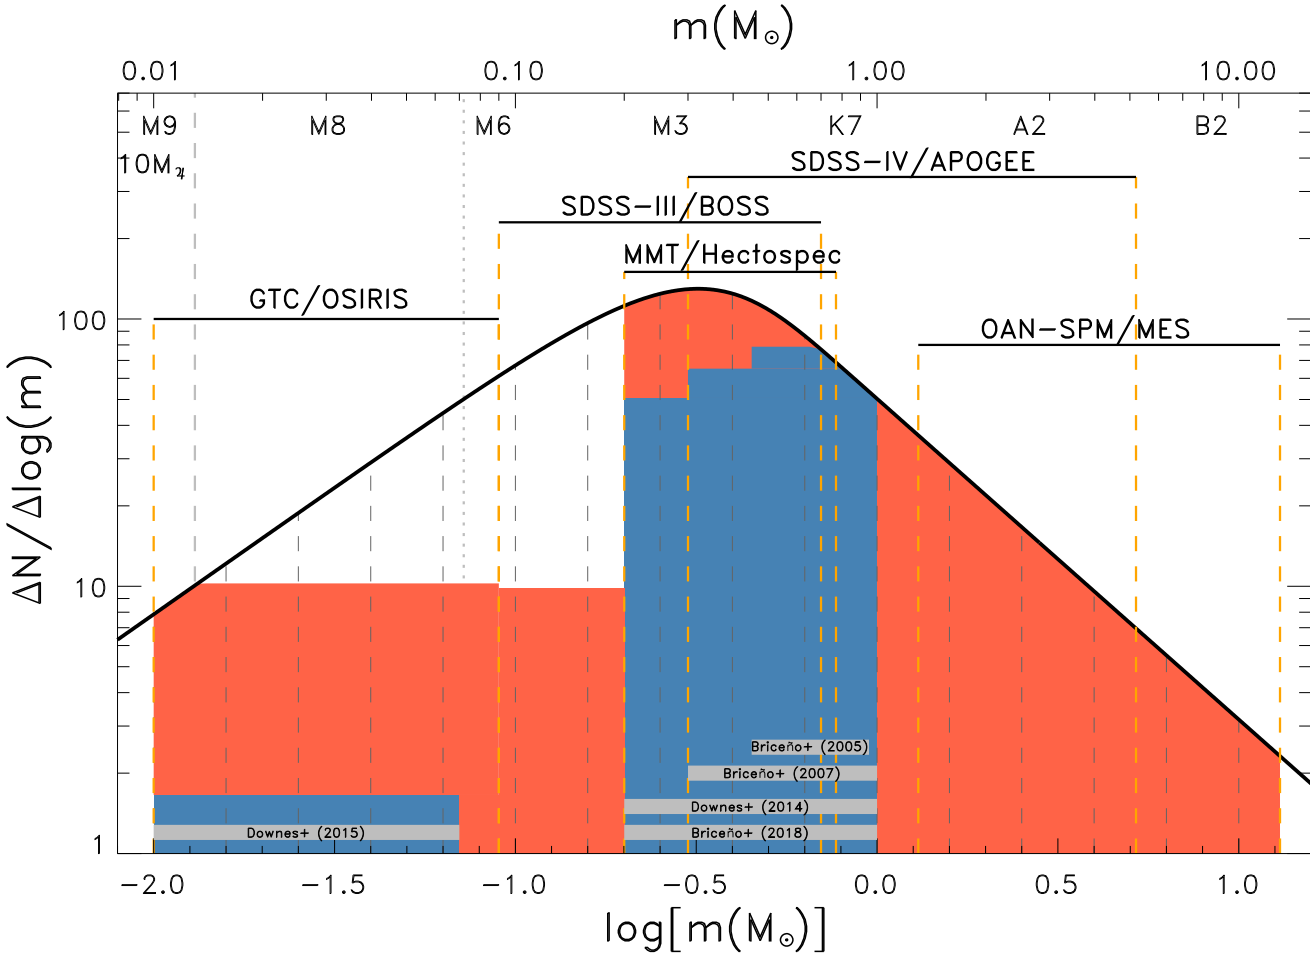 m(M☉)
0.01 0.10 1.00 10.00
M9 M8 M6 M3 K7 A2 B2
10M♃
SDSS-IV/APOGEE
SDSS-III/BOSS
MMT/Hectospec
GTC/OSIRIS
OAN-SPM/MES
ΔN/Δlog(m)
100
10
1
Briceño+ (2005)
Briceño+ (2007)
Downes+ (2014)
Downes+ (2015)
Briceño+ (2018)
-2.0 -1.5 -1.0 -0.5 0.0 0.5 1.0
log[m(M☉)]